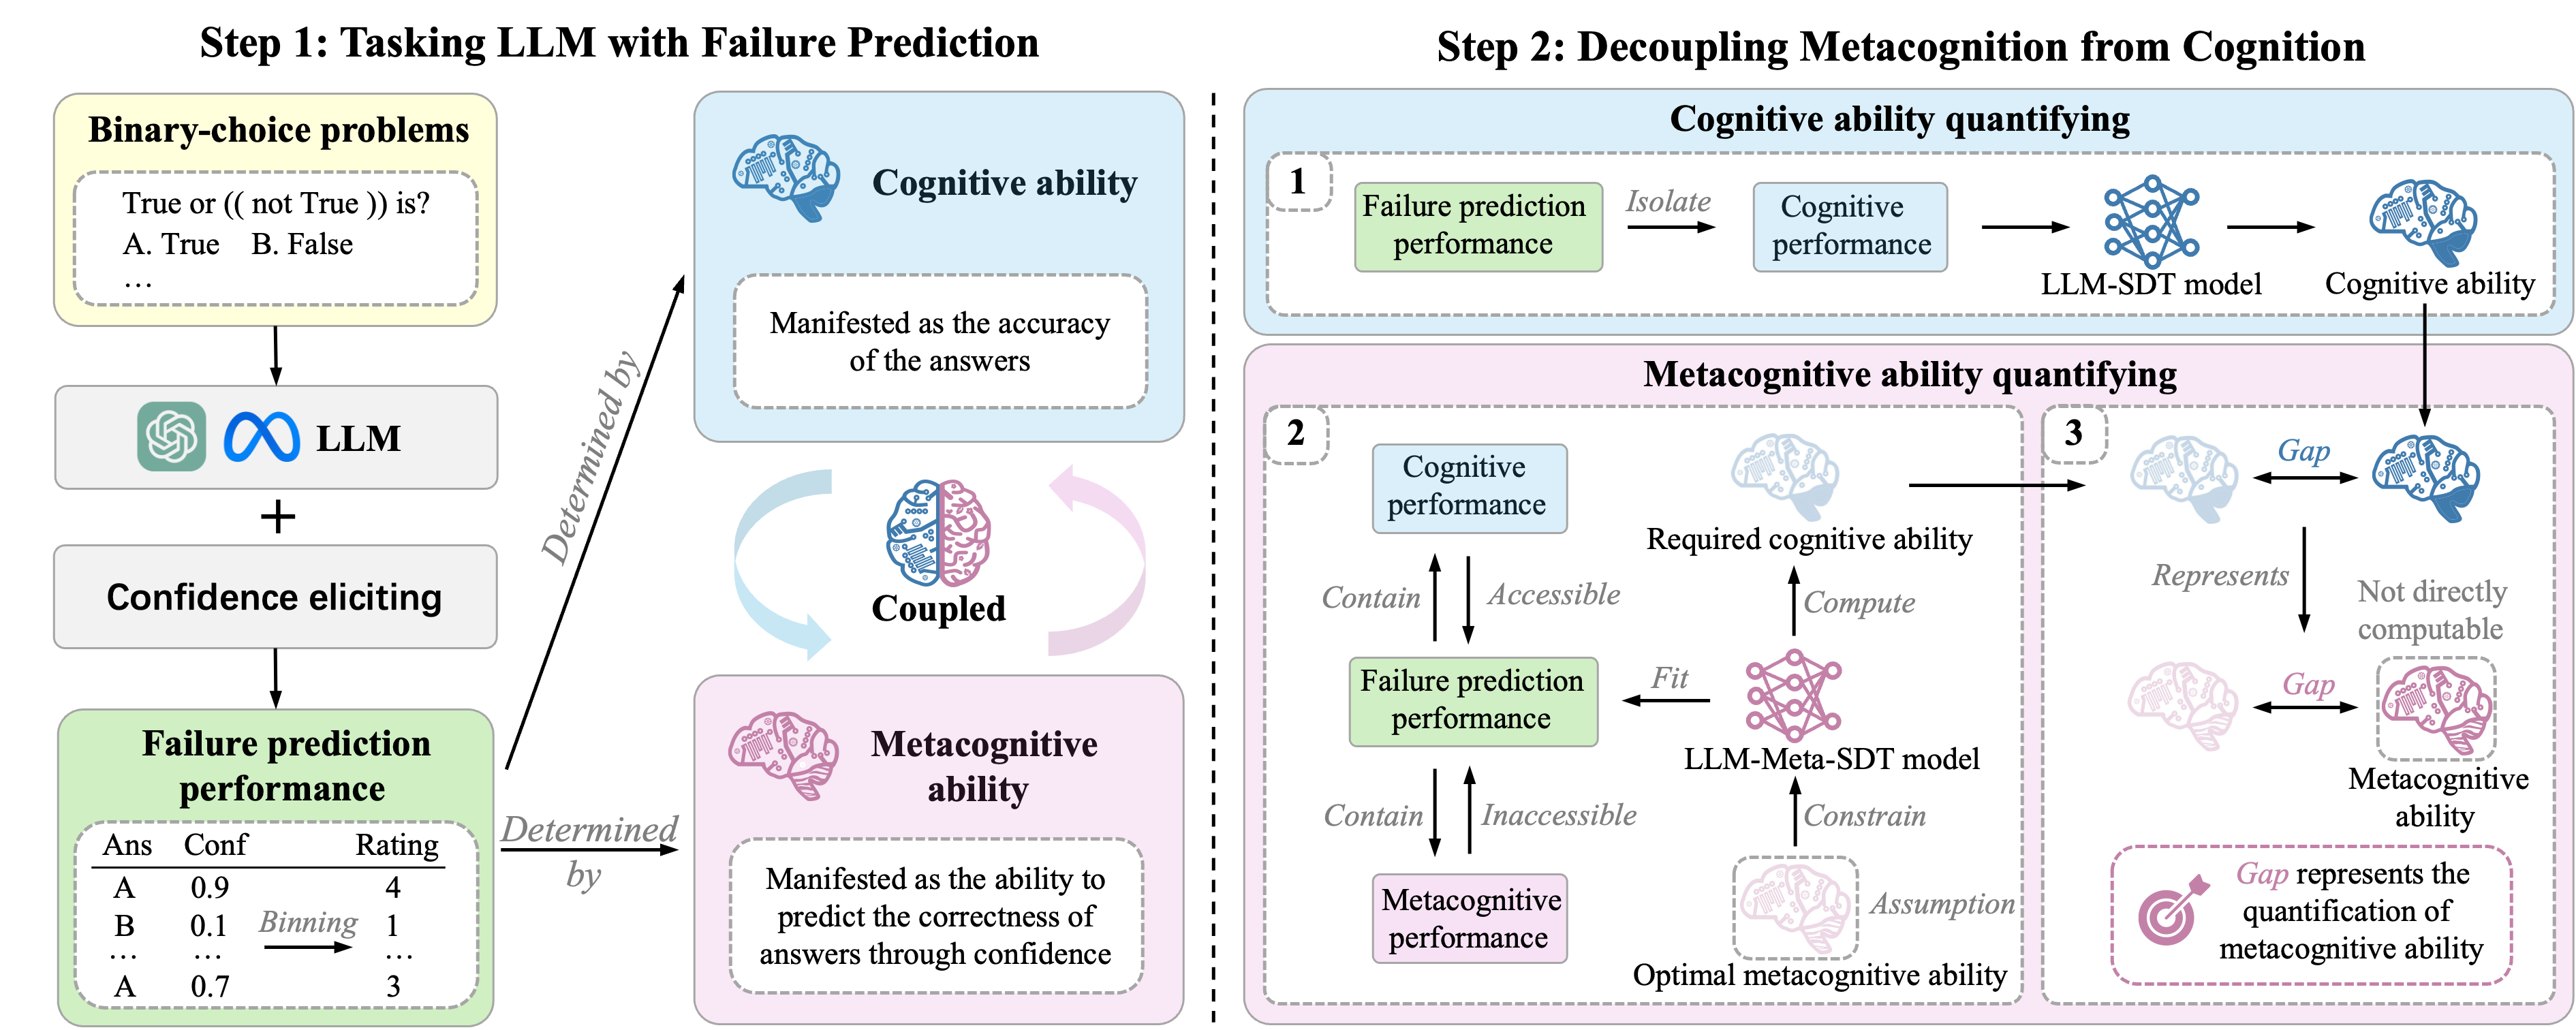 Step 1: Tasking LLM with Failure Prediction
Binary-choice problems
True or (( not True )) is?
A. True B. False
…
LLM
+
Confidence eliciting
Failure prediction
performance
Ans Conf Rating
A 0.9 4
B 0.1 Binning 1
… … …
A 0.7 3
Determined by
Determined
by
Cognitive ability
Manifested as the accuracy
of the answers
Coupled
Metacognitive
ability
Manifested as the ability to
predict the correctness of
answers through confidence
Step 2: Decoupling Metacognition from Cognition
Cognitive ability quantifying
1
Failure prediction
performance
Isolate
Cognitive
performance
LLM-SDT model
Cognitive ability
Metacognitive ability quantifying
2
Cognitive
performance
Contain
Accessible
Failure prediction
performance
Contain
Inaccessible
Metacognitive
performance
Required cognitive ability
Compute
Fit
LLM-Meta-SDT model
Constrain
Assumption
Optimal metacognitive ability
3
Gap
Represents
Not directly
computable
Gap
Metacognitive
ability
Gap represents the
quantification of
metacognitive ability